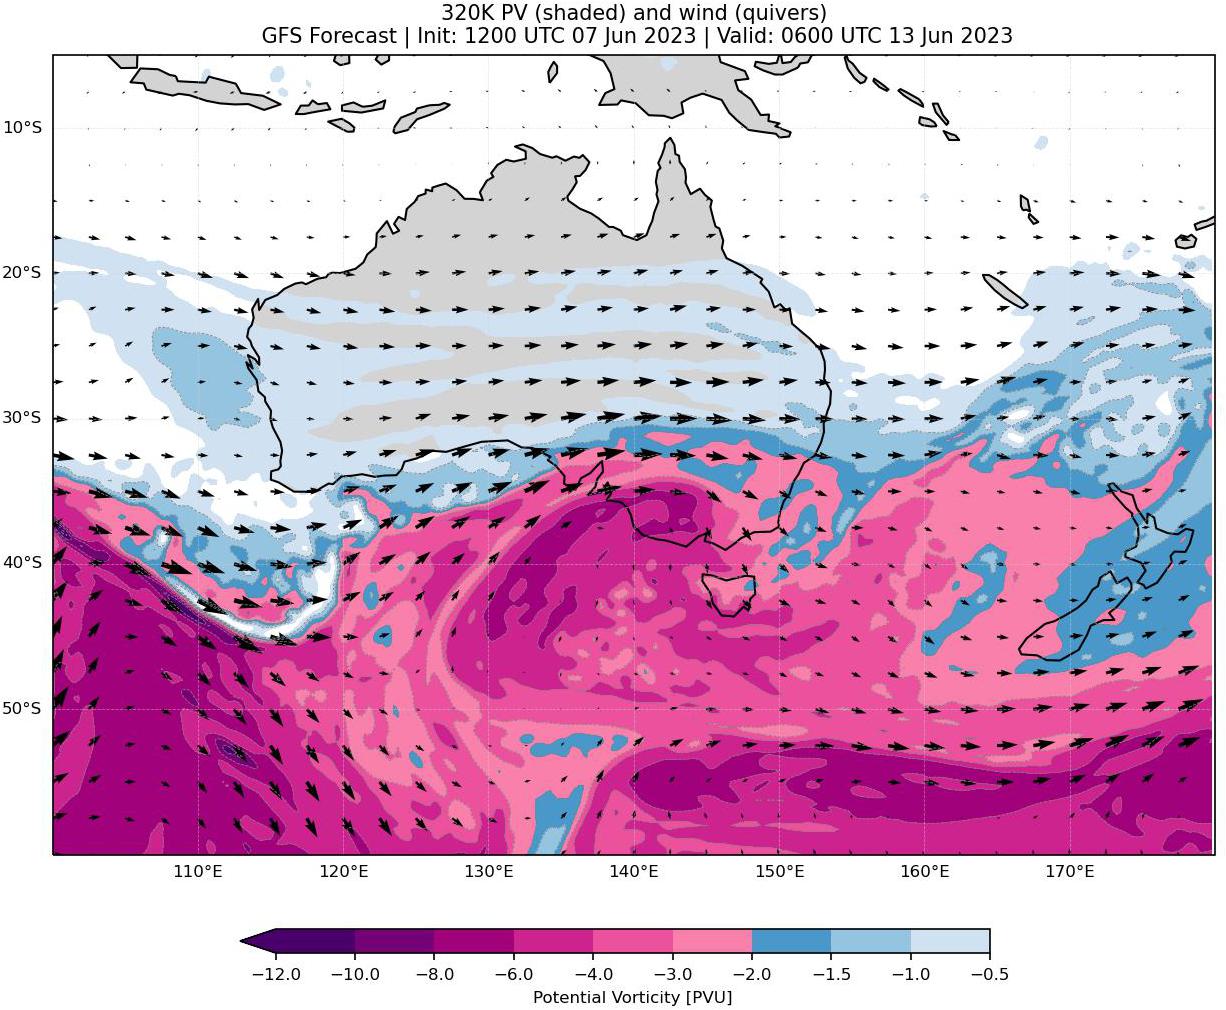 320K PV (shaded) and wind (quivers)
GFS Forecast | Init: 1200 UTC 07 Jun 2023 | Valid: 0600 UTC 13 Jun 2023
10°S
20°S
30°S
40°S
50°S
110°E 120°E 130°E 140°E 150°E 160°E 170°E
−12.0 −10.0 −8.0 −6.0 −4.0 −3.0 −2.0 −1.5 −1.0 −0.5
Potential Vorticity [PVU]